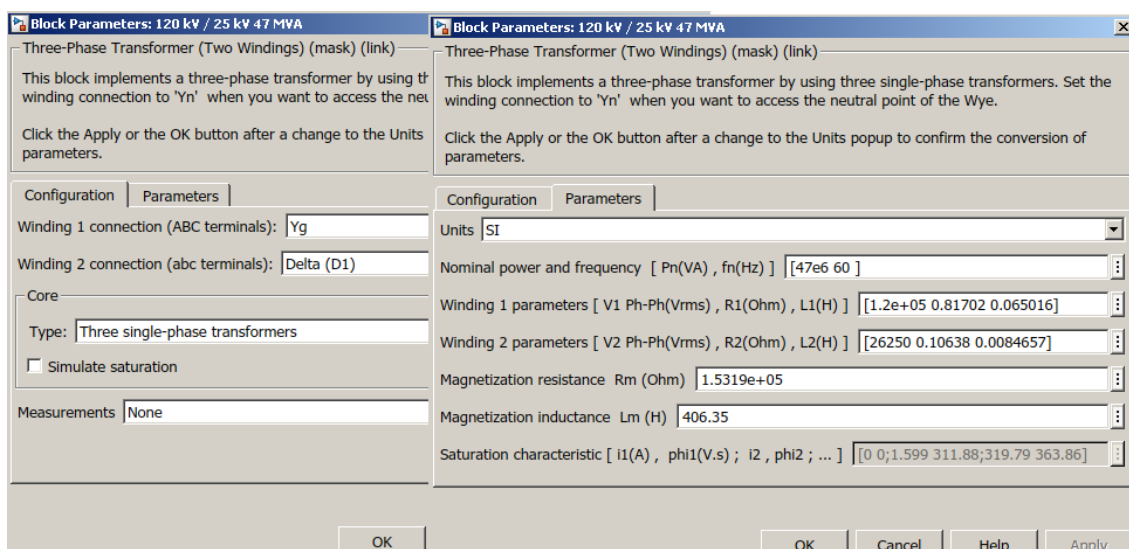 Block Parameters: 120 kV / 25 kV 47 MVA
Three-Phase Transformer (Two Windings) (mask) (link)
This block implements a three-phase transformer by using th
winding connection to 'Yn' when you want to access the neu
Click the Apply or the OK button after a change to the Units
parameters.
Configuration Parameters
Winding 1 connection (ABC terminals): Yg
Winding 2 connection (abc terminals): Delta (D1)
Core
Type: Three single-phase transformers
Simulate saturation
Measurements None
OK
Block Parameters: 120 kV / 25 kV 47 MVA
Three-Phase Transformer (Two Windings) (mask) (link)
This block implements a three-phase transformer by using three single-phase transformers. Set the
winding connection to 'Yn' when you want to access the neutral point of the Wye.
Click the Apply or the OK button after a change to the Units popup to confirm the conversion of
parameters.
Configuration Parameters
Units SI
Nominal power and frequency [ Pn(VA) , fn(Hz) ] [47e6 60 ]
Winding 1 parameters [ V1 Ph-Ph(Vrms) , R1(Ohm) , L1(H) ] [1.2e+05 0.81702 0.065016]
Winding 2 parameters [ V2 Ph-Ph(Vrms) , R2(Ohm) , L2(H) ] [26250 0.10638 0.0084657]
Magnetization resistance Rm (Ohm) 1.5319e+05
Magnetization inductance Lm (H) 406.35
Saturation characteristic [ i1(A) , phi1(V.s) ; i2 , phi2 ; ... ] [0 0;1.599 311.88;319.79 363.86]
OK Cancel Help Apply